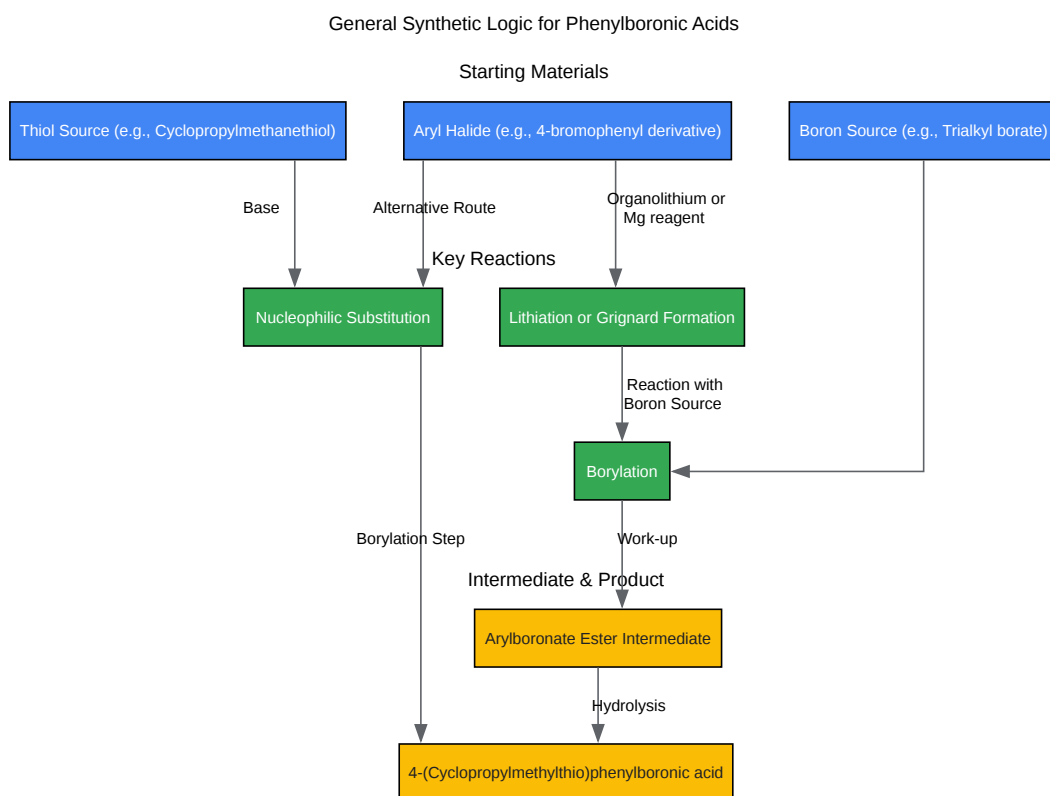 General Synthetic Logic for Phenylboronic Acids
Starting Materials
Thiol Source (e.g., Cyclopropylmethanethiol)
Aryl Halide (e.g., 4-bromophenyl derivative)
Boron Source (e.g., Trialkyl borate)
Base
Alternative Route
Organolithium or
Mg reagent
Key Reactions
Nucleophilic Substitution
Lithiation or Grignard Formation
Reaction with
Boron Source
Borylation
Borylation Step
Work-up
Intermediate & Product
Arylboronate Ester Intermediate
Hydrolysis
4-(Cyclopropylmethylthio)phenylboronic acid